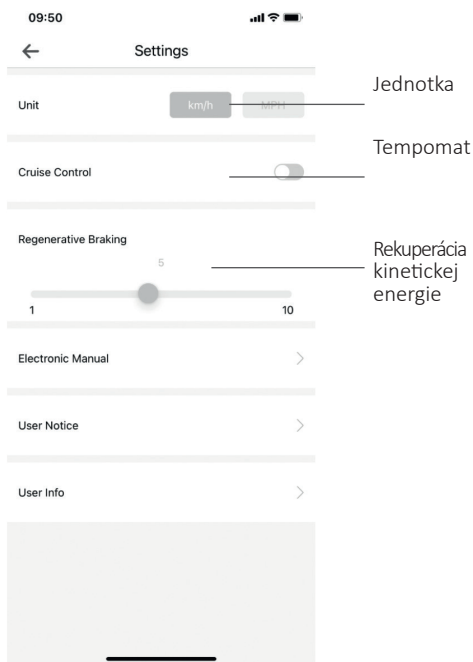 09:50
Settings
Unit
km/h
MPH
Jednotka
Cruise Control
Tempomat
Regenerative Braking
5
1
10
Rekuperácia
kinetickej
energie
Electronic Manual
User Notice
User Info